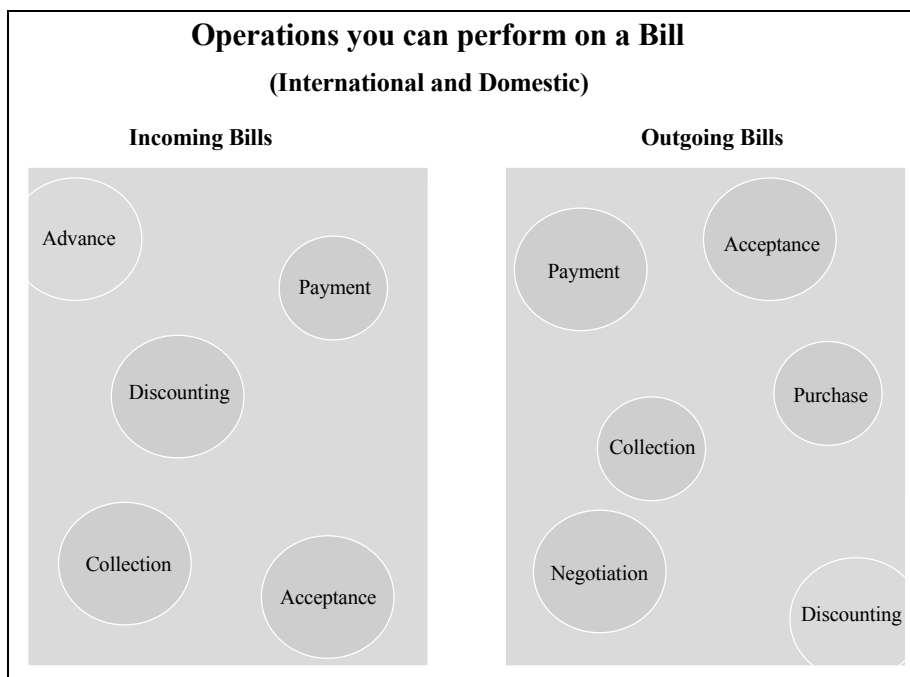 Operations you can perform on a Bill
(International and Domestic)
Incoming Bills
Advance
Payment
Discounting
Collection
Acceptance
Outgoing Bills
Payment
Acceptance
Purchase
Collection
Negotiation
Discounting